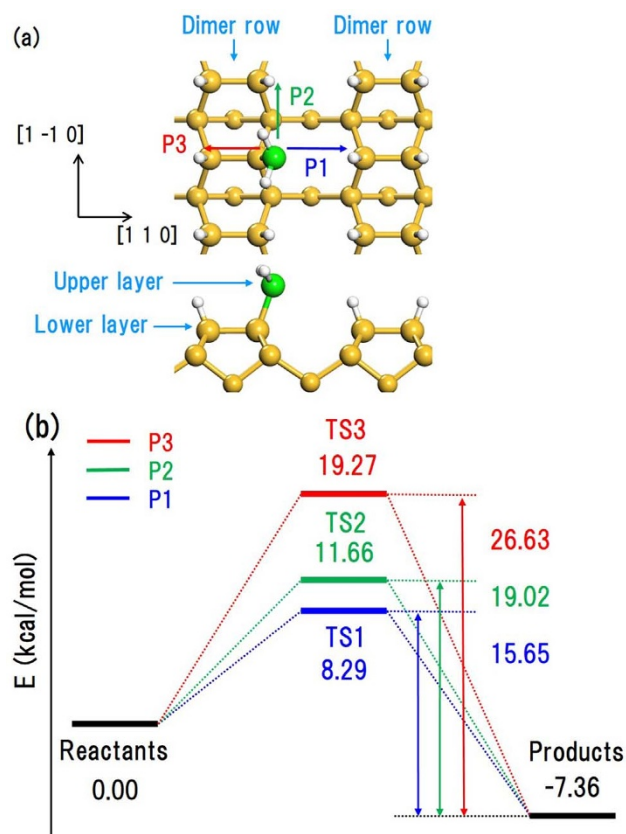 (a)
Dimer row
Dimer row
P2
[1 -1 0]
P3
P1
[1 1 0]
Upper layer
Lower layer
(b)
P3
P2
P1
TS3
19.27
TS2
11.66
TS1
8.29
26.63
19.02
15.65
E (kcal/mol)
Reactants
0.00
Products
-7.36